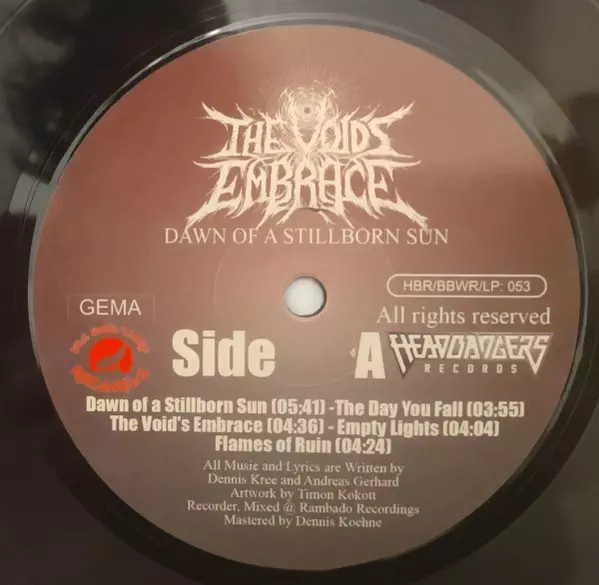 THE VOID'S
EMBRACE
DAWN OF A STILLBORN SUN
HBR/BBWR/LP: 053
GEMA
All rights reserved
Side A
HEADBANGERS
RECORDS
Dawn of a Stillborn Sun (05:41) -The Day You Fall (03:55)
The Void's Embrace (04:36) - Empty Lights (04:04)
Flames of Ruin (04:24)
All Music and Lyrics are Written by
Dennis Kree and Andreas Gerhard
Artwork by Timon Kokott
Recorder, Mixed @ Rambado Recordings
Mastered by Dennis Koehne